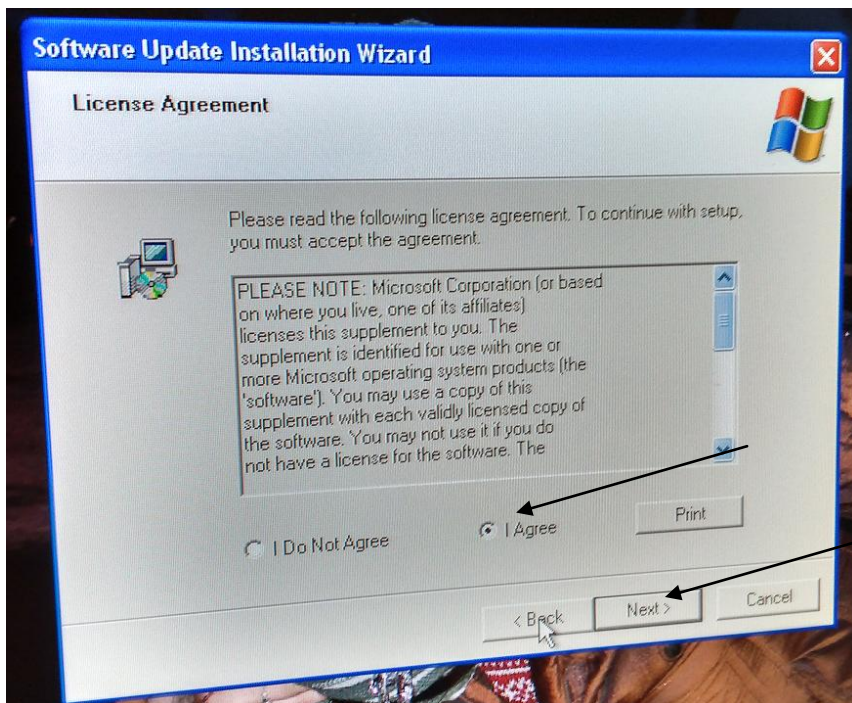 Software Update Installation Wizard
License Agreement
Please read the following license agreement. To continue with setup,
you must accept the agreement.
PLEASE NOTE: Microsoft Corporation (or based
on where you live, one of its affiliates)
licenses this supplement to you. The
supplement is identified for use with one or
more Microsoft operating system products (the
'software'). You may use a copy of this
supplement with each validly licensed copy of
the software. You may not use it if you do
not have a license for the software. The
I Do Not Agree
I Agree
Print
< Back
Next >
Cancel